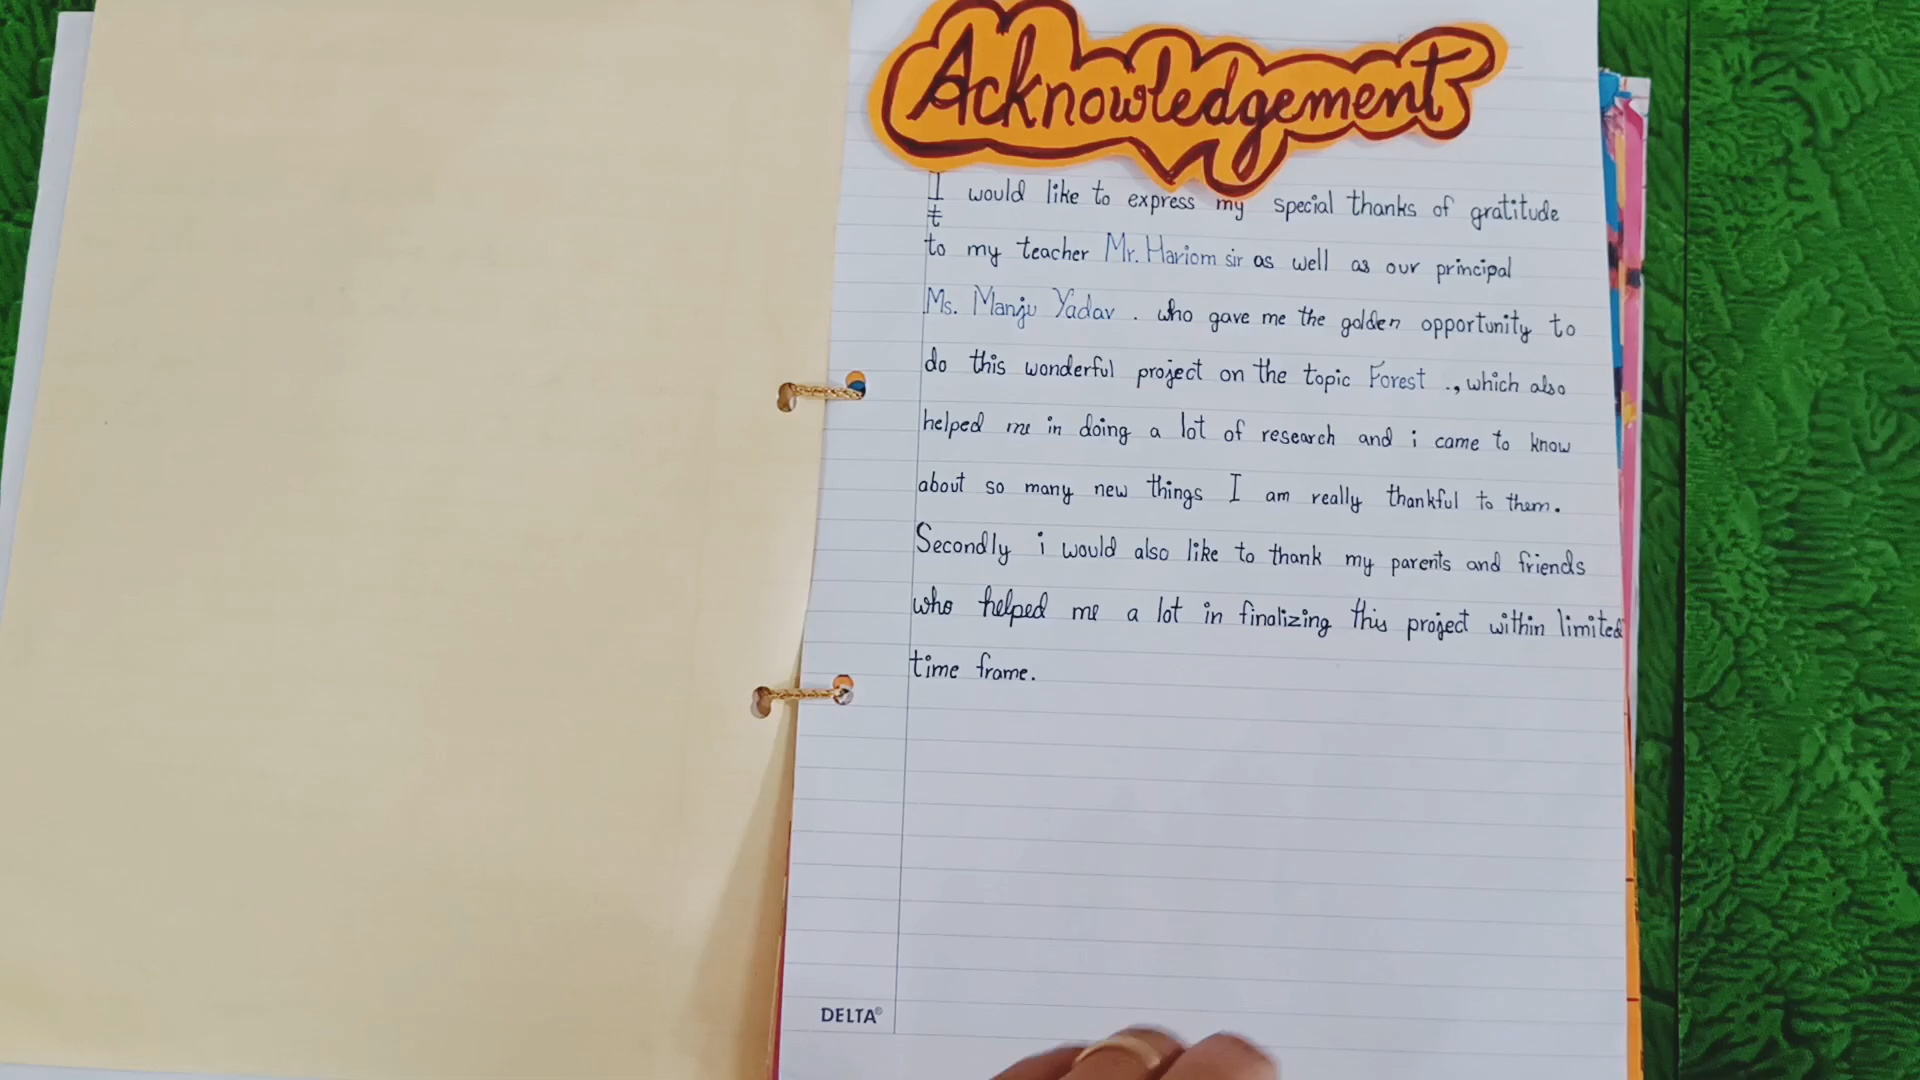 Acknowledgement
I would like to express my special thanks of gratitude
t
to my teacher Mr. Hariom sir as well as our principal
Ms. Manju Yadav . who gave me the golden opportunity to
do this wonderful project on the topic Forest ., which also
helped me in doing a lot of research and i came to know
about so many new things I am really thankful to them.
Secondly i would also like to thank my parents and friends
who helped me a lot in finalizing this project within limited
time frame.
DELTA®